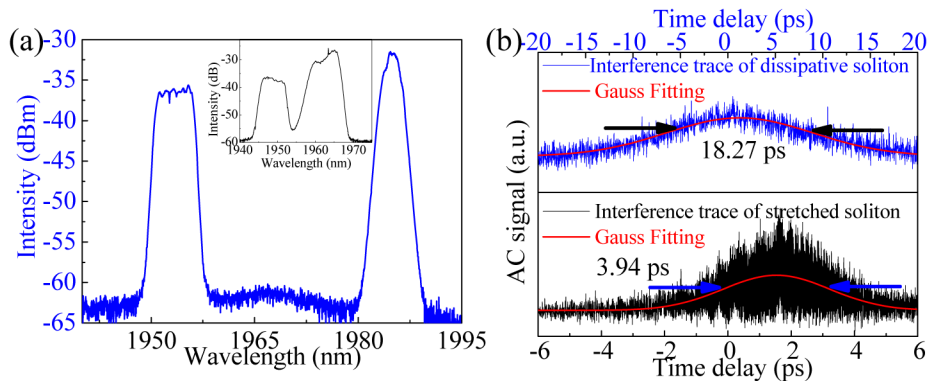 (a)
Intensity (dBm)
-30
-35
-40
-45
-50
-55
-60
-65
1950
1965
1980
1995
Wavelength (nm)
Intensity (dB)
-30
-40
-50
-60
1940
1950
1960
1970
Wavelength (nm)
(b)
Time delay (ps)
-20 -15 -10 -5 0 5 10 15 20
Interference trace of dissipative soliton
Gauss Fitting
18.27 ps
AC signal (a.u.)
Interference trace of stretched soliton
Gauss Fitting
3.94 ps
-6 -4 -2 0 2 4 6
Time delay (ps)